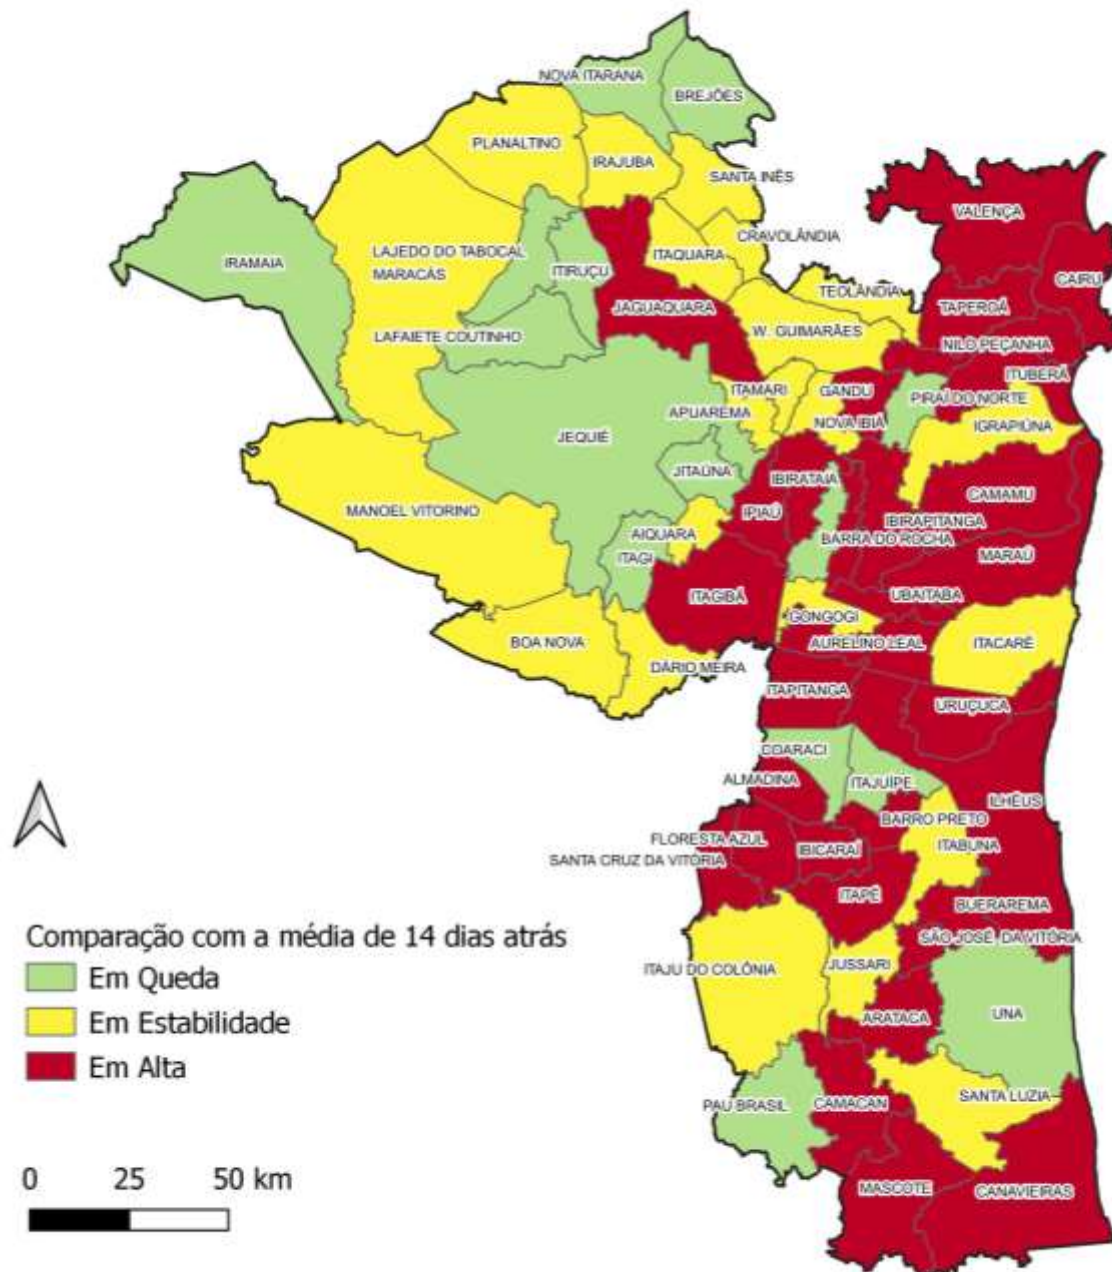 NOVA ITARANA
BREJÕES
PLANALTINO
IRAJUBA
SANTA INÊS
VALENÇA
CRAVOLÂNDIA
LAJEDO DO TABOCAL
ITAQUARA
IRAMAIA
ITIRUÇU
MARACÁS
CAIRU
TEOLÂNDIA
JAGUAQUARA
TAPEROÁ
W. GUIMARÃES
LAFAIETE COUTINHO
NILO PEÇANHA
ITUBERÁ
ITAMARI
GANDU
PIRAÍ DO NORTE
APUAREMA
NOVA IBIÁ
IGRAPIÚNA
JEQUIÉ
JITAÚNA
IBIRATAIA
CAMAMU
MANOEL VITORINO
IPIAÚ
IBIRAPITANGA
AIQUARA
BARRA DO ROCHA
ITAGI
MARAÚ
ITAGIBÁ
UBAITABA
GONGOGI
BOA NOVA
AURELINO LEAL
ITACARÉ
DÁRIO MEIRA
ITAPITANGA
URUÇUCA
COARACI
ALMADINA
ITAJUÍPE
ILHÉUS
BARRO PRETO
FLORESTA AZUL
IBICARAÍ
ITABUNA
SANTA CRUZ DA VITÓRIA
ITAPÉ
BUERAREMA
SÃO JOSÉ DA VITÓRIA
ITAJU DO COLÔNIA
JUSSARI
ARATACA
UNA
SANTA LUZIA
PAU BRASIL
CAMACAN
MASCOTE
CANAVIEIRAS
Comparação com a média de 14 dias atrás
Em Queda
Em Estabilidade
Em Alta
0 25 50 km